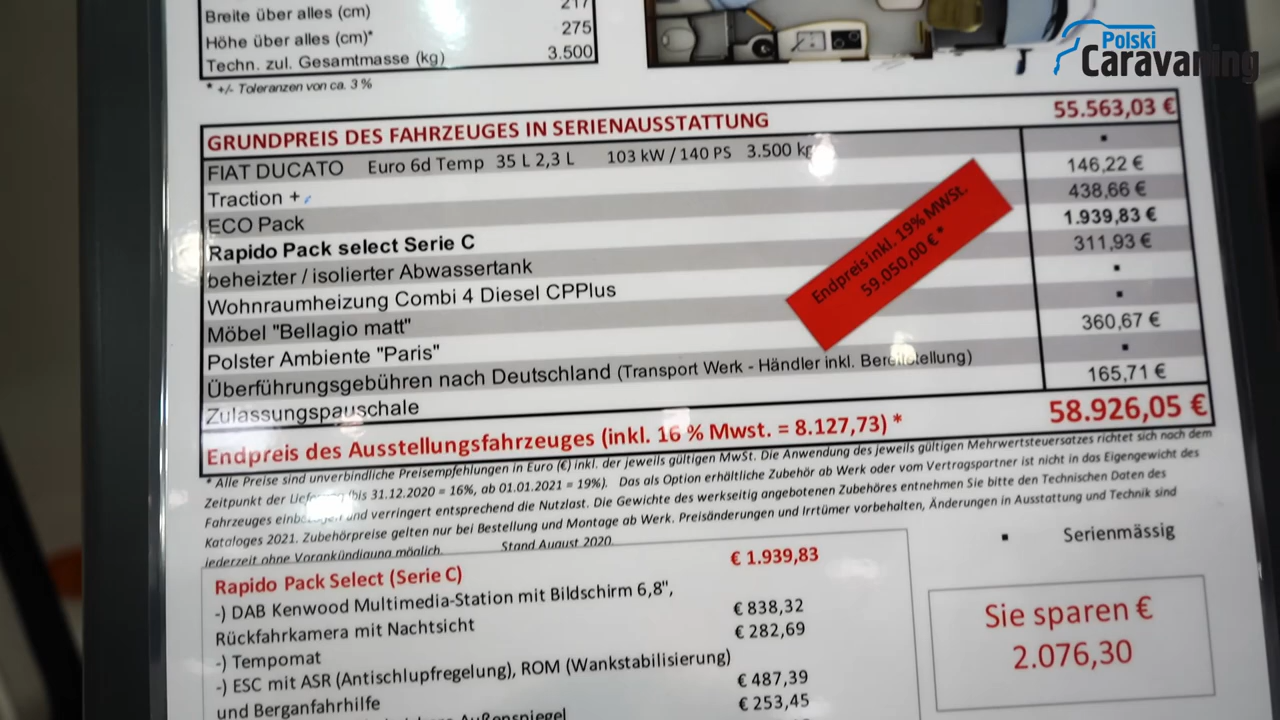 Breite über alles (cm) 217
Höhe über alles (cm)* 275
Techn. zul. Gesamtmasse (kg) 3.500
* +/- Toleranzen von ca. 3 %
Polski
Caravaning
GRUNDPREIS DES FAHRZEUGES IN SERIENAUSSTATTUNG 55.563,03 €
FIAT DUCATO Euro 6d Temp 35 L 2,3 L 103 kW / 140 PS 3.500 kg ▪
Traction + 146,22 €
ECO Pack 438,66 €
Rapido Pack select Serie C 1.939,83 €
beheizter / isolierter Abwassertank 311,93 €
Wohnraumheizung Combi 4 Diesel CPPlus ▪
Möbel "Bellagio matt" ▪
Polster Ambiente "Paris" 360,67 €
Überführungsgebühren nach Deutschland (Transport Werk - Händler inkl. Bereitstellung) ▪
Zulassungspauschale 165,71 €
Endpreis inkl. 19% MWSt.
59.050,00 € *
Endpreis des Ausstellungsfahrzeuges (inkl. 16 % Mwst. = 8.127,73) * 58.926,05 €
* Alle Preise sind unverbindliche Preisempfehlungen in Euro (€) inkl. der jeweils gültigen MwSt. Die Anwendung des jeweils gültigen Mehrwertsteuersatzes richtet sich nach dem
Zeitpunkt der Lieferung (bis 31.12.2020 = 16%, ab 01.01.2021 = 19%). Das als Option erhältliche Zubehör ab Werk oder vom Vertragspartner ist nicht in das Eigengewicht des
Fahrzeuges einbezogen und verringert entsprechend die Nutzlast. Die Gewichte des werkseitig angebotenen Zubehöres entnehmen Sie bitte den Technischen Daten des
Kataloges 2021. Zubehörpreise gelten nur bei Bestellung und Montage ab Werk. Preisänderungen und Irrtümer vorbehalten, Änderungen in Ausstattung und Technik sind
jederzeit ohne Vorankündigung möglich. Stand August 2020.
▪ Serienmässig
Rapido Pack Select (Serie C) € 1.939,83
-) DAB Kenwood Multimedia-Station mit Bildschirm 6,8",
Rückfahrkamera mit Nachtsicht € 838,32
-) Tempomat € 282,69
-) ESC mit ASR (Antischlupfregelung), ROM (Wankstabilisierung)
und Berganfahrhilfe € 487,39
Außenspiegel € 253,45
Sie sparen €
2.076,30